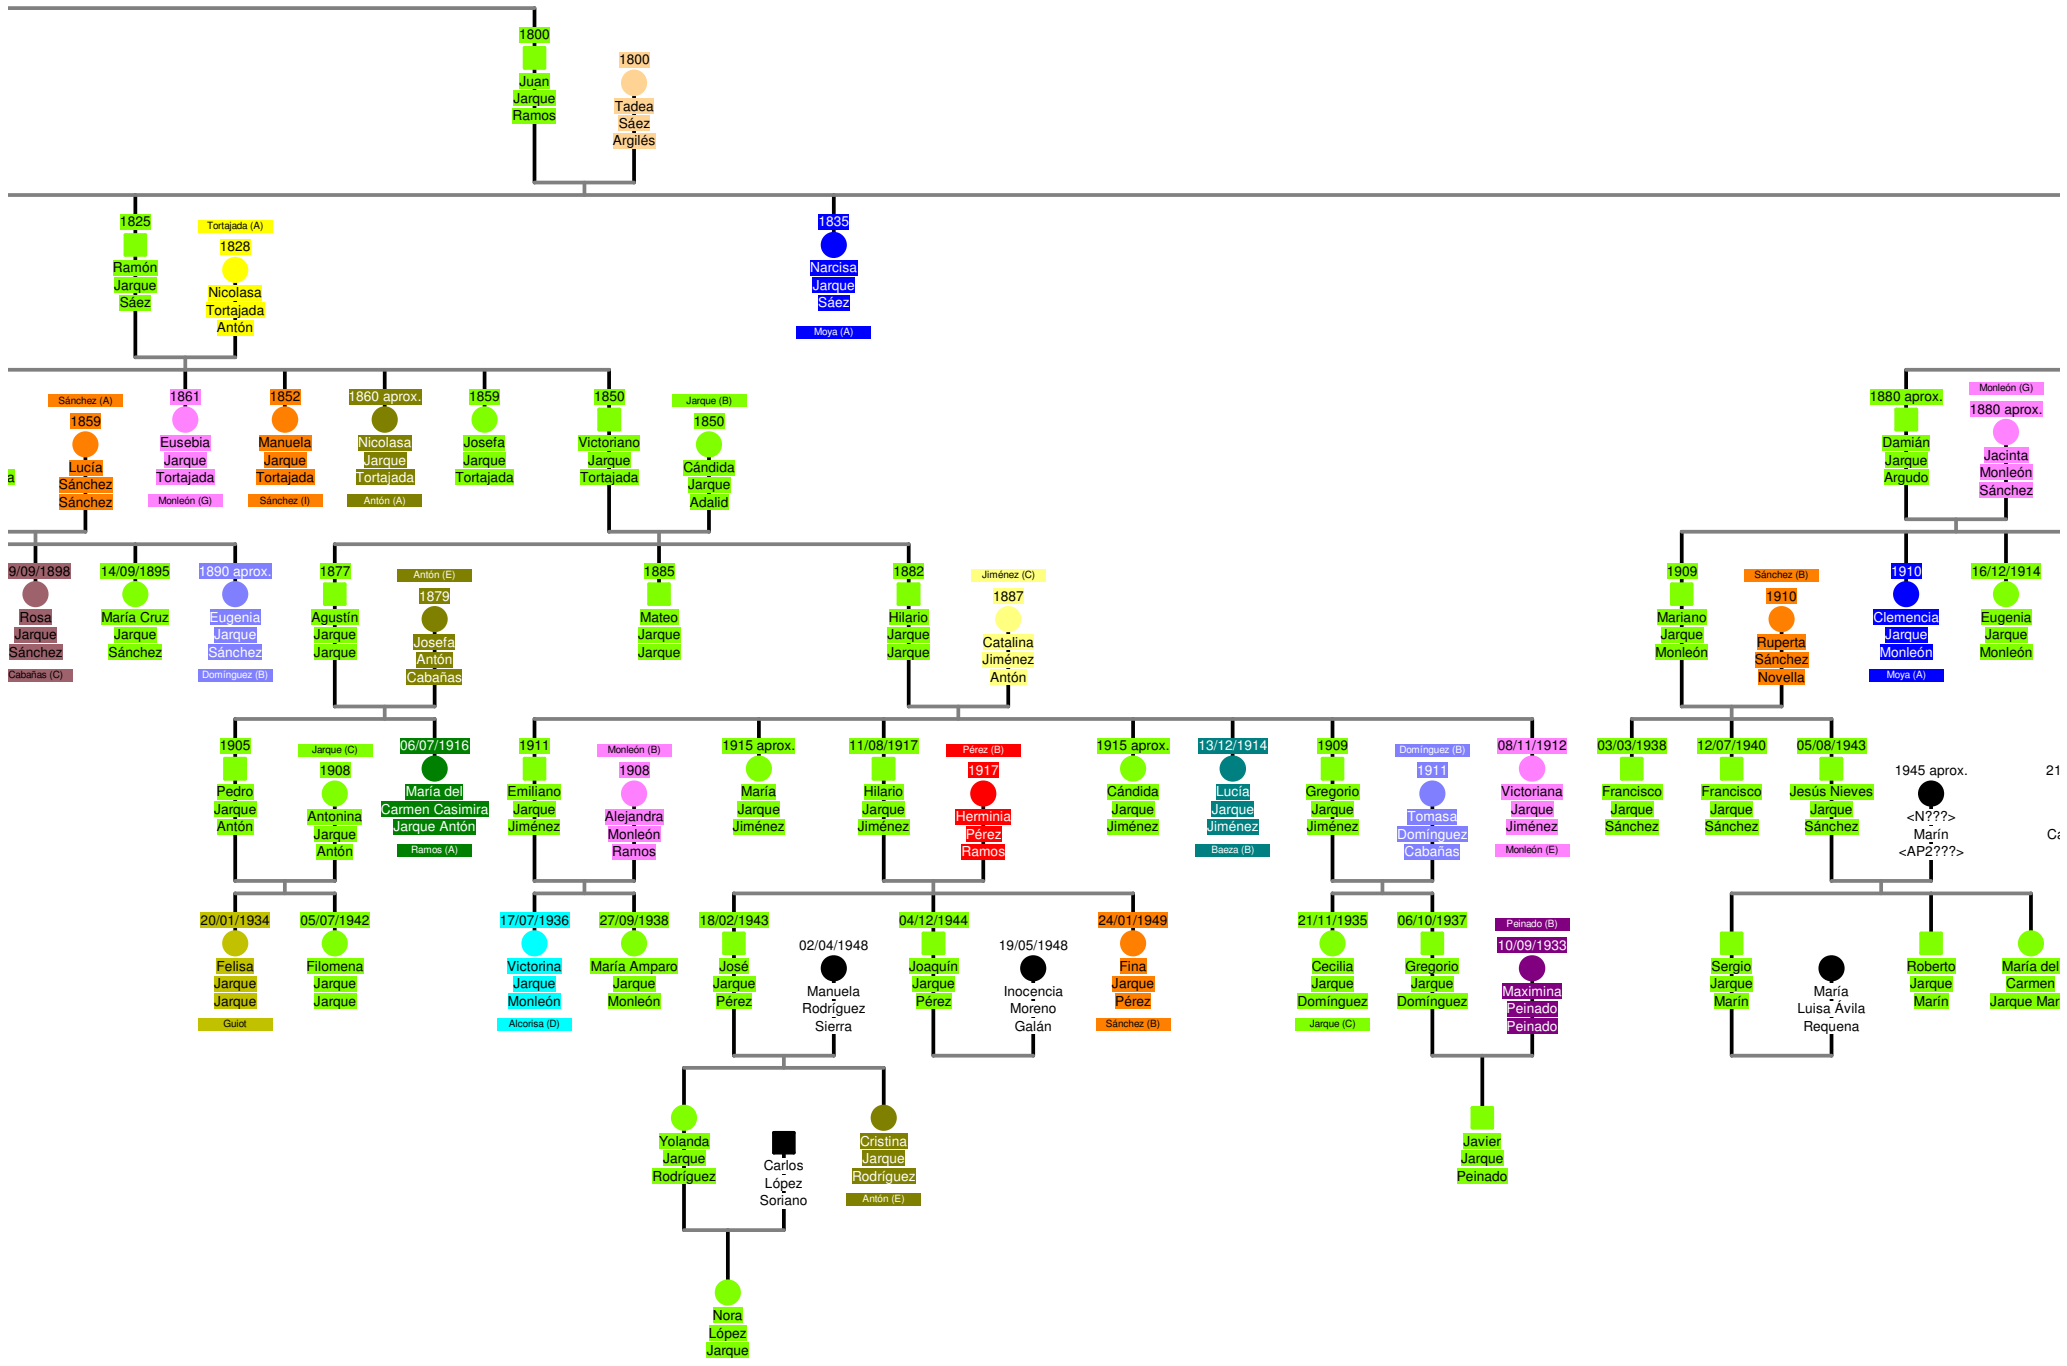 1800
Juan
Jarque
Ramos
1800
Tadea
Sáez
Argilés
1825
Ramón
Jarque
Sáez
Tortajada (A)
1828
Nicolasa
Tortajada
Antón
1835
Narcisa
Jarque
Sáez
Moya (A)
a
Sánchez (A)
1859
Lucía
Sánchez
Sánchez
1861
Eusebia
Jarque
Tortajada
Monleón (G)
1852
Manuela
Jarque
Tortajada
Sánchez (I)
1860 aprox.
Nicolasa
Jarque
Tortajada
Antón (A)
1859
Josefa
Jarque
Tortajada
1850
Victoriano
Jarque
Tortajada
Jarque (B)
1850
Cándida
Jarque
Adalid
1880 aprox.
Damián
Jarque
Argudo
Monleón (G)
1880 aprox.
Jacinta
Monleón
Sánchez
9/09/1898
Rosa
Jarque
Sánchez
Cabañas (C)
14/09/1895
María Cruz
Jarque
Sánchez
1890 aprox.
Eugenia
Jarque
Sánchez
Domínguez (B)
1877
Agustín
Jarque
Jarque
Antón (E)
1879
Josefa
Antón
Cabañas
1885
Mateo
Jarque
Jarque
1882
Hilario
Jarque
Jarque
Jiménez (C)
1887
Catalina
Jiménez
Antón
1909
Mariano
Jarque
Monleón
Sánchez (B)
1910
Ruperta
Sánchez
Novella
1910
Clemencia
Jarque
Monleón
Moya (A)
16/12/1914
Eugenia
Jarque
Monleón
1905
Pedro
Jarque
Antón
Jarque (C)
1908
Antonina
Jarque
Antón
06/07/1916
María del
Carmen Casimira
Jarque Antón
Ramos (A)
1911
Emiliano
Jarque
Jiménez
Monleón (B)
1908
Alejandra
Monleón
Ramos
1915 aprox.
María
Jarque
Jiménez
11/08/1917
Hilario
Jarque
Jiménez
Pérez (B)
1917
Herminia
Pérez
Ramos
1915 aprox.
Cándida
Jarque
Jiménez
13/12/1914
Lucía
Jarque
Jiménez
Baeza (B)
1909
Gregorio
Jarque
Jiménez
Domínguez (B)
1911
Tomasa
Domínguez
Cabañas
08/11/1912
Victoriana
Jarque
Jiménez
Monleón (E)
03/03/1938
Francisco
Jarque
Sánchez
12/07/1940
Francisco
Jarque
Sánchez
05/08/1943
Jesús Nieves
Jarque
Sánchez
1945 aprox.
<N???>
Marín
<AP2???>
21
Ca
20/01/1934
Felisa
Jarque
Jarque
Guiot
05/07/1942
Filomena
Jarque
Jarque
17/07/1936
Victorina
Jarque
Monleón
Alcorisa (D)
27/09/1938
María Amparo
Jarque
Monleón
18/02/1943
José
Jarque
Pérez
02/04/1948
Manuela
Rodríguez
Sierra
04/12/1944
Joaquín
Jarque
Pérez
19/05/1948
Inocencia
Moreno
Galán
24/01/1949
Fina
Jarque
Pérez
Sánchez (B)
21/11/1935
Cecilia
Jarque
Domínguez
Jarque (C)
06/10/1937
Gregorio
Jarque
Domínguez
Peinado (B)
10/09/1933
Maximina
Peinado
Peinado
Sergio
Jarque
Marín
María
Luisa Ávila
Requena
Roberto
Jarque
Marín
María del
Carmen
Jarque Mar
Yolanda
Jarque
Rodríguez
Carlos
López
Soriano
Cristina
Jarque
Rodríguez
Antón (E)
Javier
Jarque
Peinado
Nora
López
Jarque